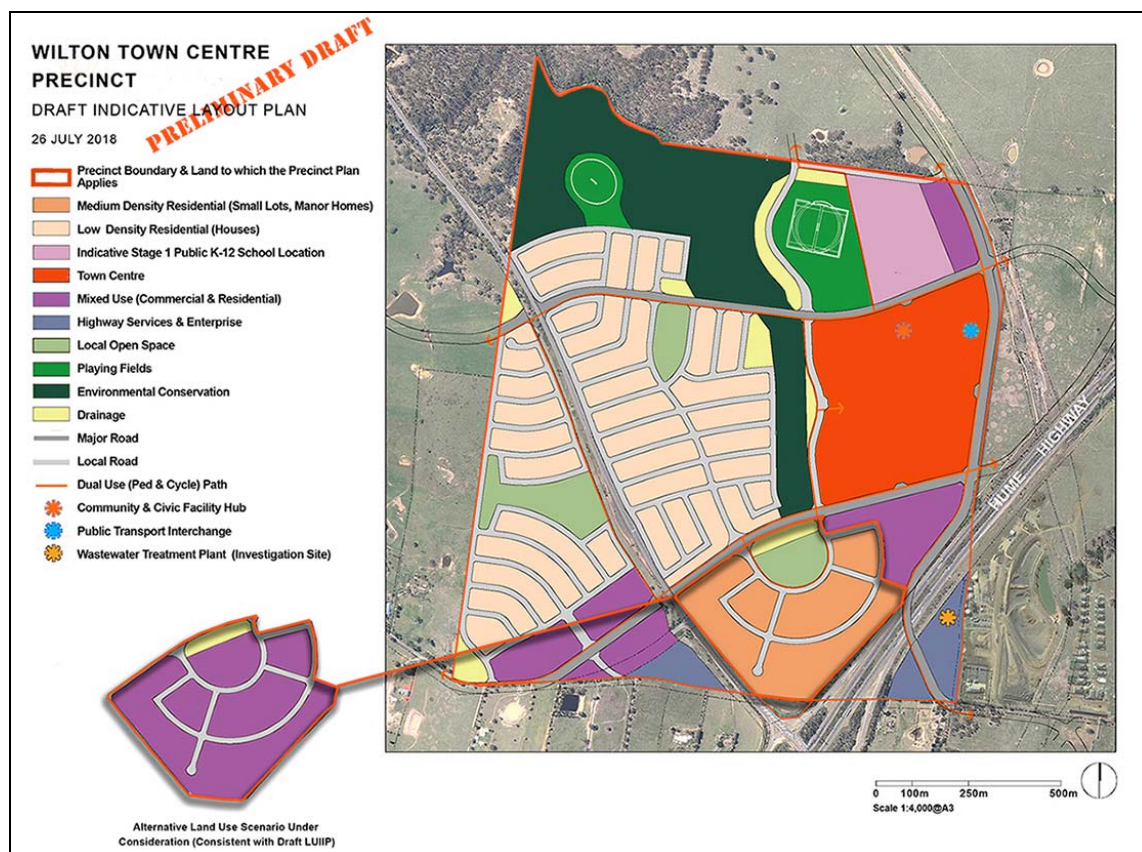 WILTON TOWN CENTRE
PRECINCT
DRAFT INDICATIVE LAYOUT PLAN
26 JULY 2018
PRELIMINARY DRAFT
Precinct Boundary & Land to which the Precinct Plan
Applies
Medium Density Residential (Small Lots, Manor Homes)
Low Density Residential (Houses)
Indicative Stage 1 Public K-12 School Location
Town Centre
Mixed Use (Commercial & Residential)
Highway Services & Enterprise
Local Open Space
Playing Fields
Environmental Conservation
Drainage
Major Road
Local Road
Dual Use (Ped & Cycle) Path
Community & Civic Facility Hub
Public Transport Interchange
Wastewater Treatment Plant (Investigation Site)
HUME HIGHWAY
Alternative Land Use Scenario Under
Consideration (Consistent with Draft LUIIP)
0 100m 250m 500m
Scale 1:4,000@A3